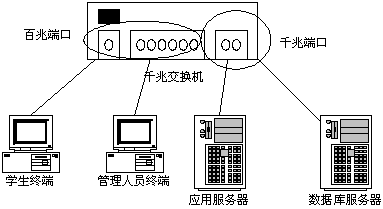 百兆端口
千兆端口
千兆交换机
学生终端
管理人员终端
应用服务器
数据库服务器